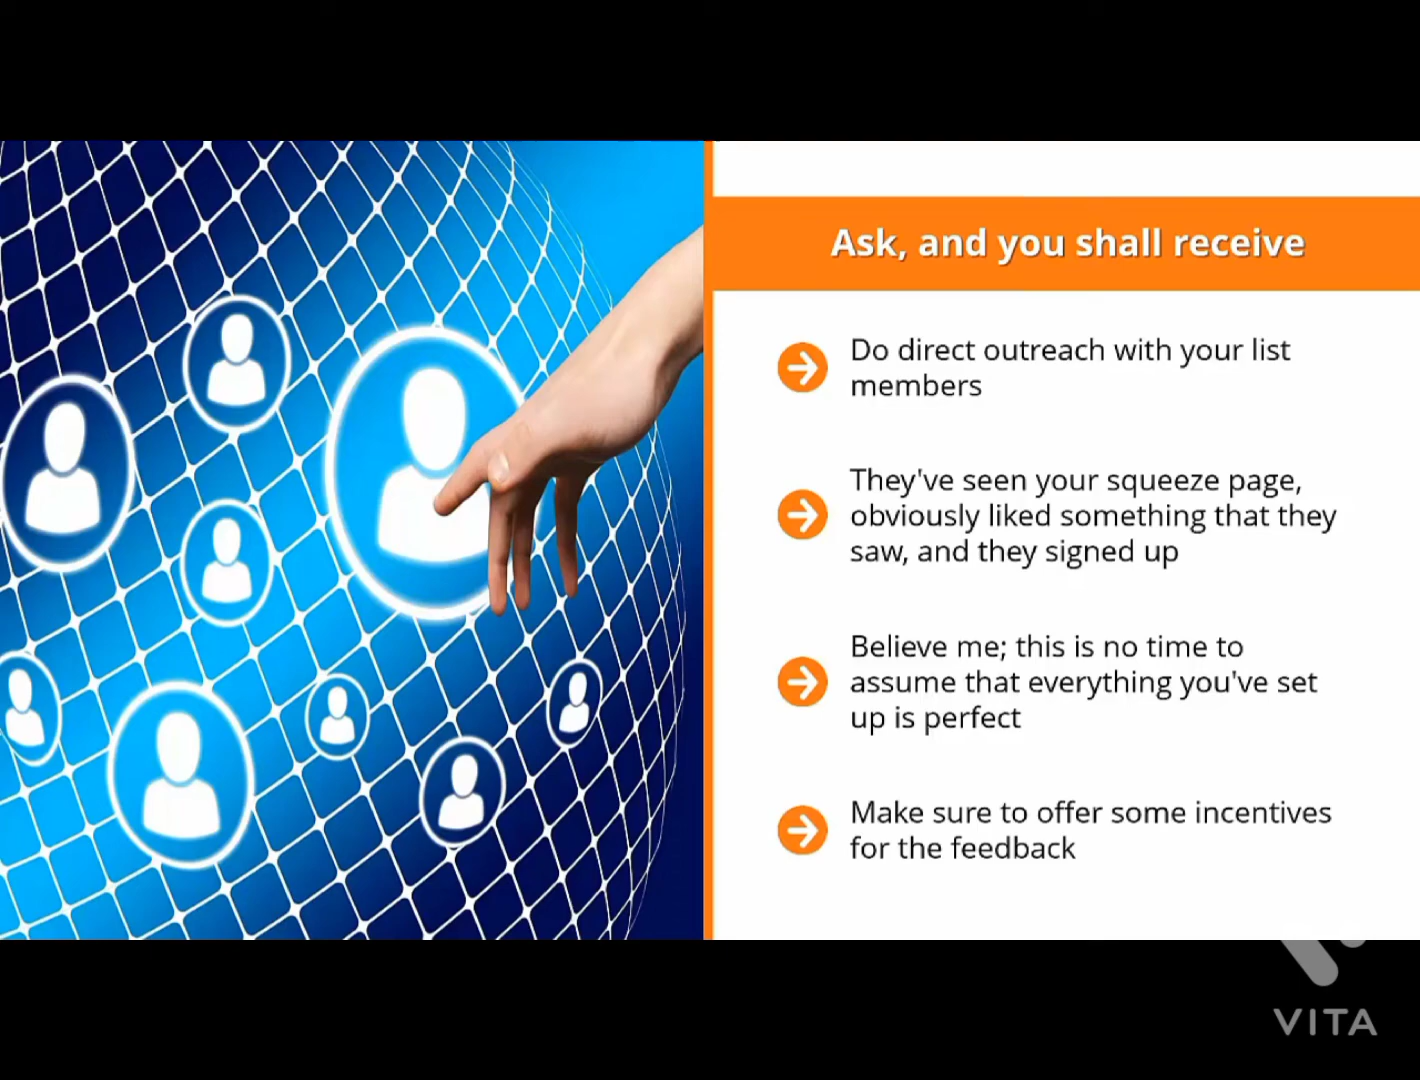 Ask, and you shall receive
Do direct outreach with your list
members
They've seen your squeeze page,
obviously liked something that they
saw, and they signed up
Believe me; this is no time to
assume that everything you've set
up is perfect
Make sure to offer some incentives
for the feedback
VITA